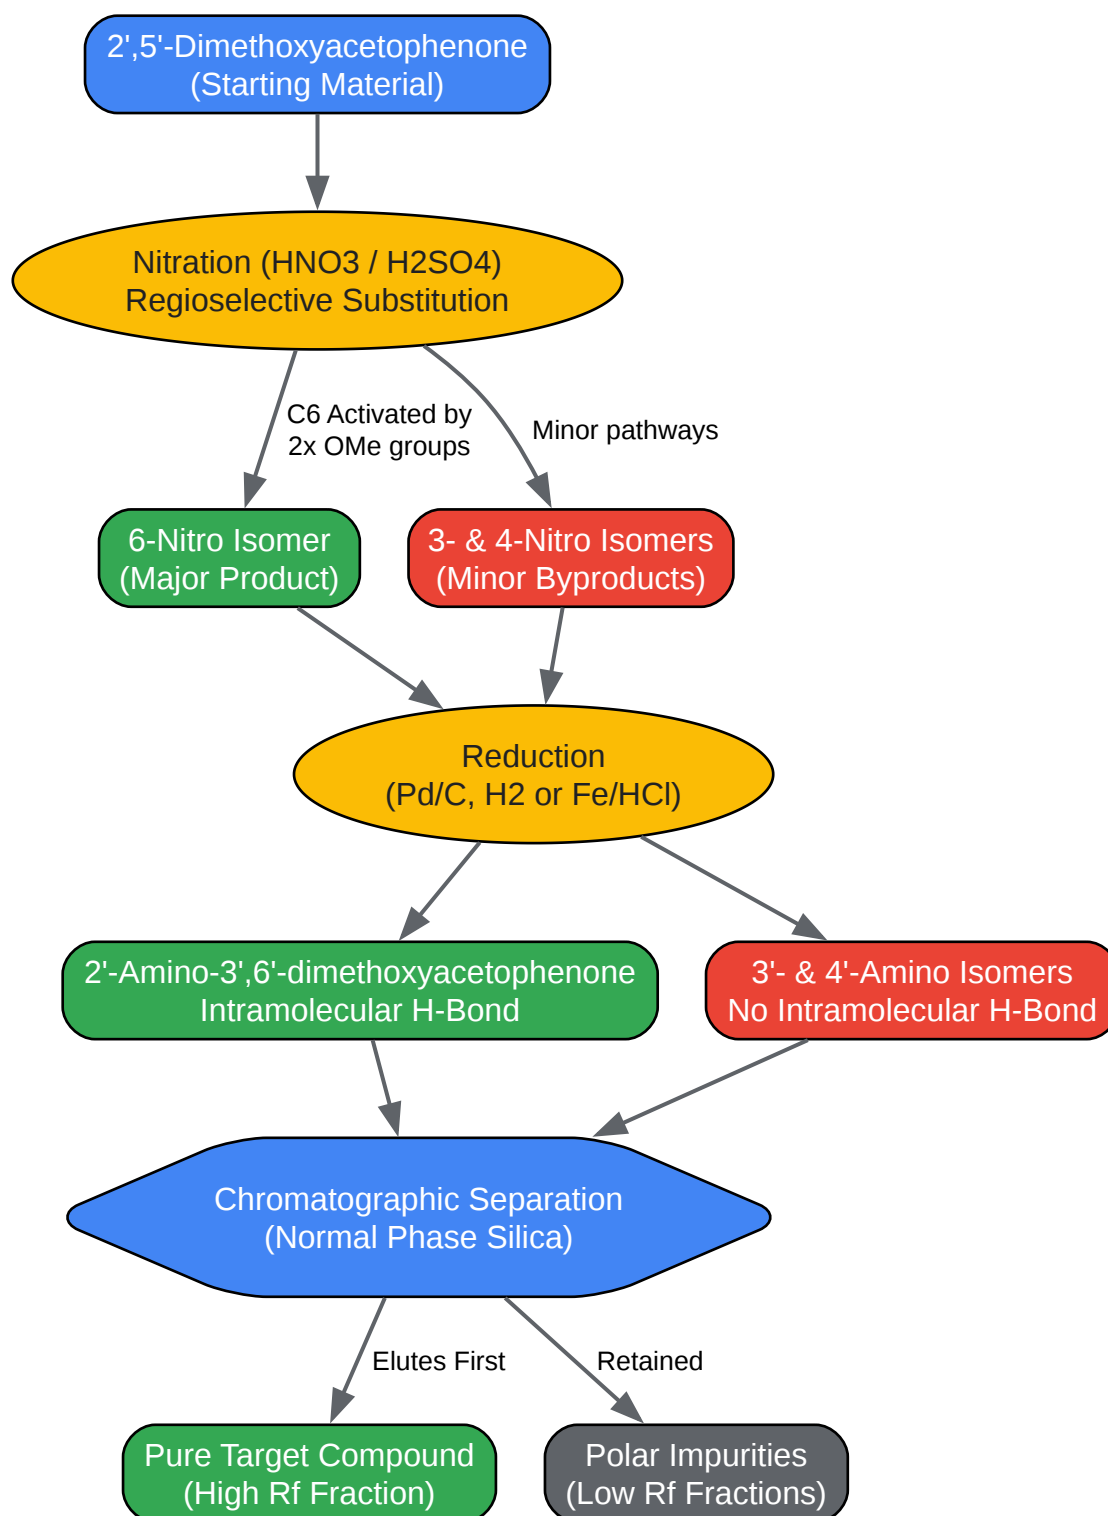 2',5'-Dimethoxyacetophenone
(Starting Material)
Nitration (HNO3 / H2SO4)
Regioselective Substitution
C6 Activated by
2x OMe groups
Minor pathways
6-Nitro Isomer
(Major Product)
3- & 4-Nitro Isomers
(Minor Byproducts)
Reduction
(Pd/C, H2 or Fe/HCl)
2'-Amino-3',6'-dimethoxyacetophenone
Intramolecular H-Bond
3'- & 4'-Amino Isomers
No Intramolecular H-Bond
Chromatographic Separation
(Normal Phase Silica)
Elutes First
Retained
Pure Target Compound
(High Rf Fraction)
Polar Impurities
(Low Rf Fractions)